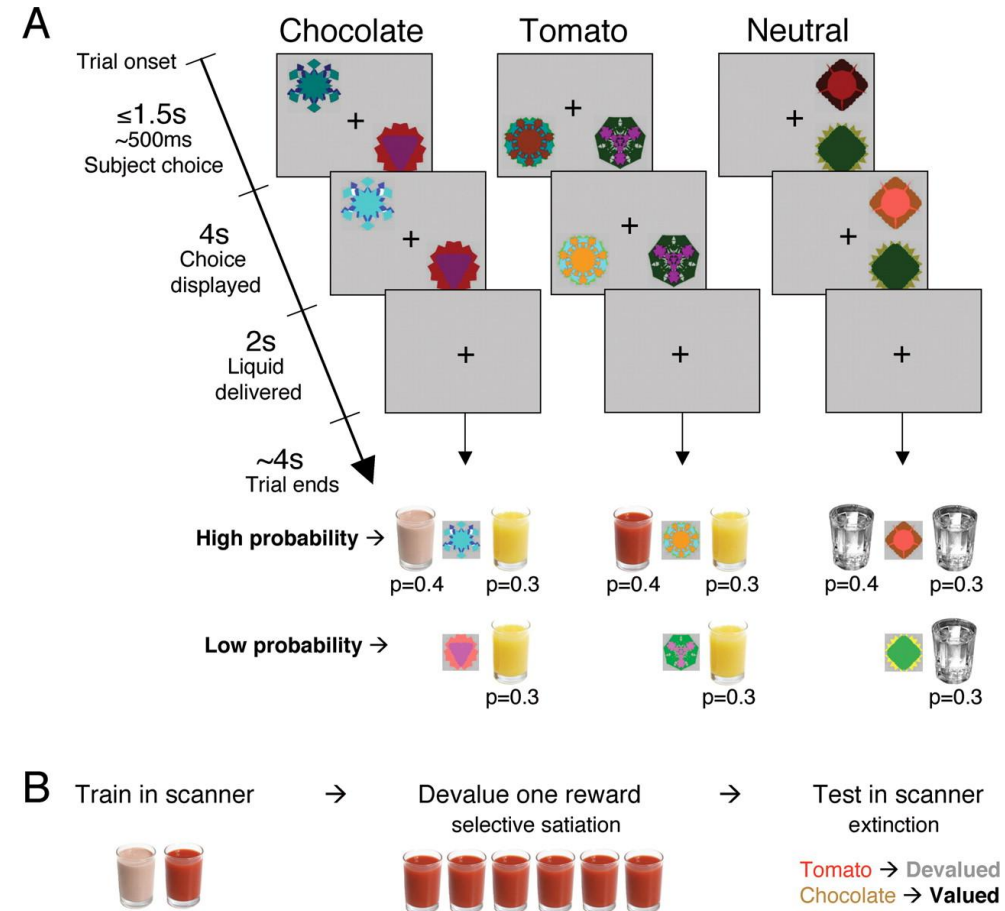 A
Chocolate
Tomato
Neutral
Trial onset
≤1.5s
~500ms
Subject choice
4s
Choice
displayed
2s
Liquid
delivered
~4s
Trial ends
High probability →
p=0.4
p=0.3
p=0.4
p=0.3
p=0.4
p=0.3
Low probability →
p=0.3
p=0.3
p=0.3
B
Train in scanner → Devalue one reward → Test in scanner
selective satiation
extinction
Tomato → Devalued
Chocolate → Valued